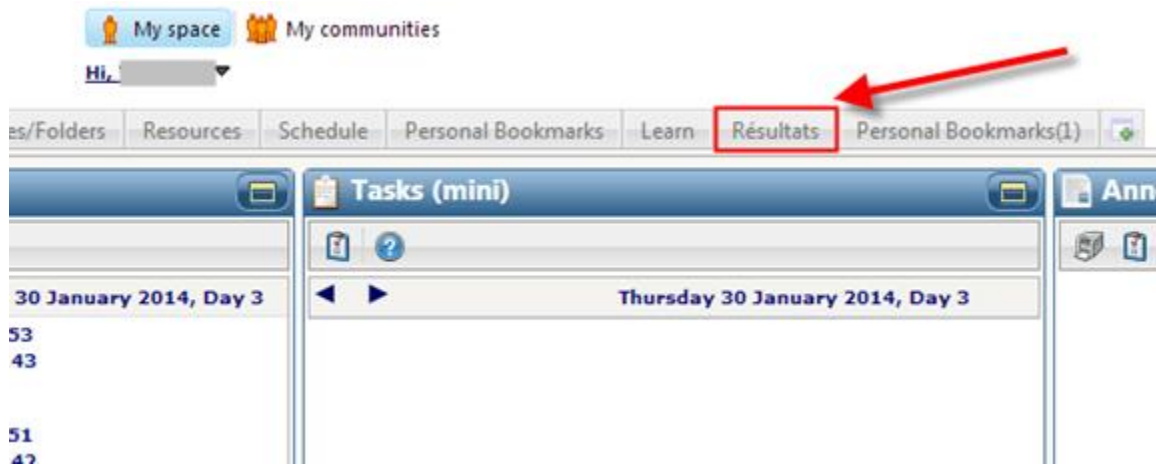 My space My communities
Hi,
es/Folders Resources Schedule Personal Bookmarks Learn Résultats Personal Bookmarks(1)
Tasks (mini) Ann
30 January 2014, Day 3 Thursday 30 January 2014, Day 3
53
43
51
42